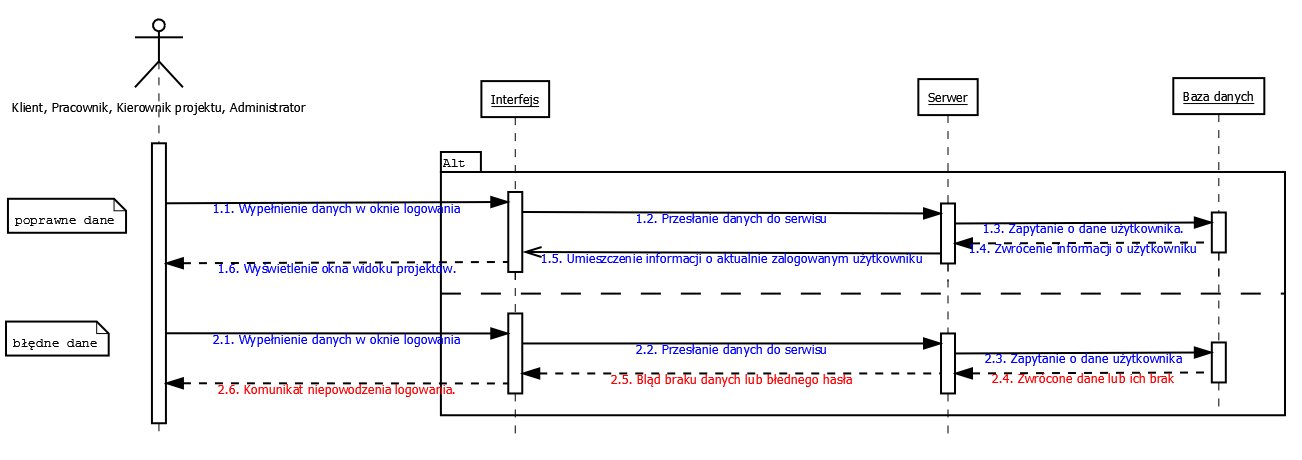 Klient, Pracownik, Kierownik projektu, Administrator
Interfejs
Serwer
Baza danych
Alt
poprawne dane
1.1. Wypełnienie danych w oknie logowania
1.2. Przesłanie danych do serwisu
1.3. Zapytanie o dane użytkownika.
1.4. Zwrócenie informacji o użytkowniku
1.5. Umieszczenie informacji o aktualnie zalogowanym użytkowniku
1.6. Wyświetlenie okna widoku projektów.
błędne dane
2.1. Wypełnienie danych w oknie logowania
2.2. Przesłanie danych do serwisu
2.3. Zapytanie o dane użytkownika
2.4. Zwrócone dane lub ich brak
2.5. Błąd braku danych lub błednego hasła
2.6. Komunikat niepowodzenia logowania.